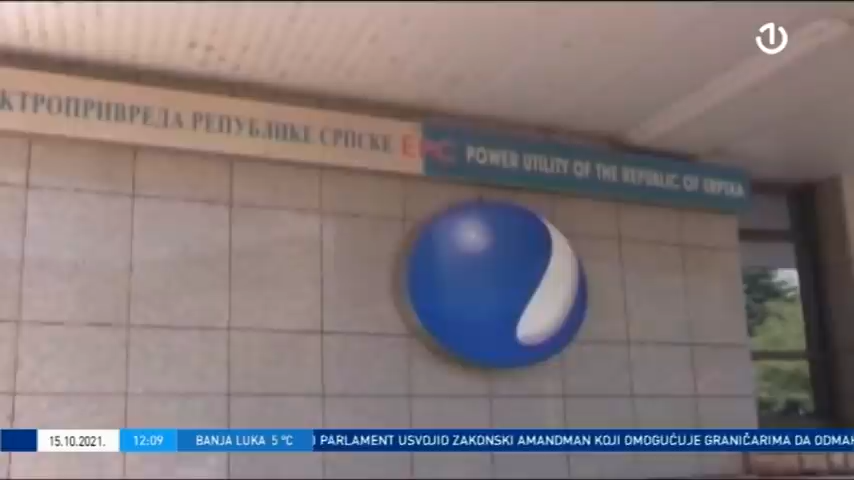 КТРОПРИВРЕДА РЕПУБЛИКЕ СРПСКЕ
POWER UTILITY OF THE REPUBLIC OF SRPSKA
15.10.2021. 12:09 BANJA LUKA 5 °C I PARLAMENT USVOJIO ZAKONSKI AMANDMAN KOJI OMOGUĆUJE GRANIČARIMA DA ODMAH